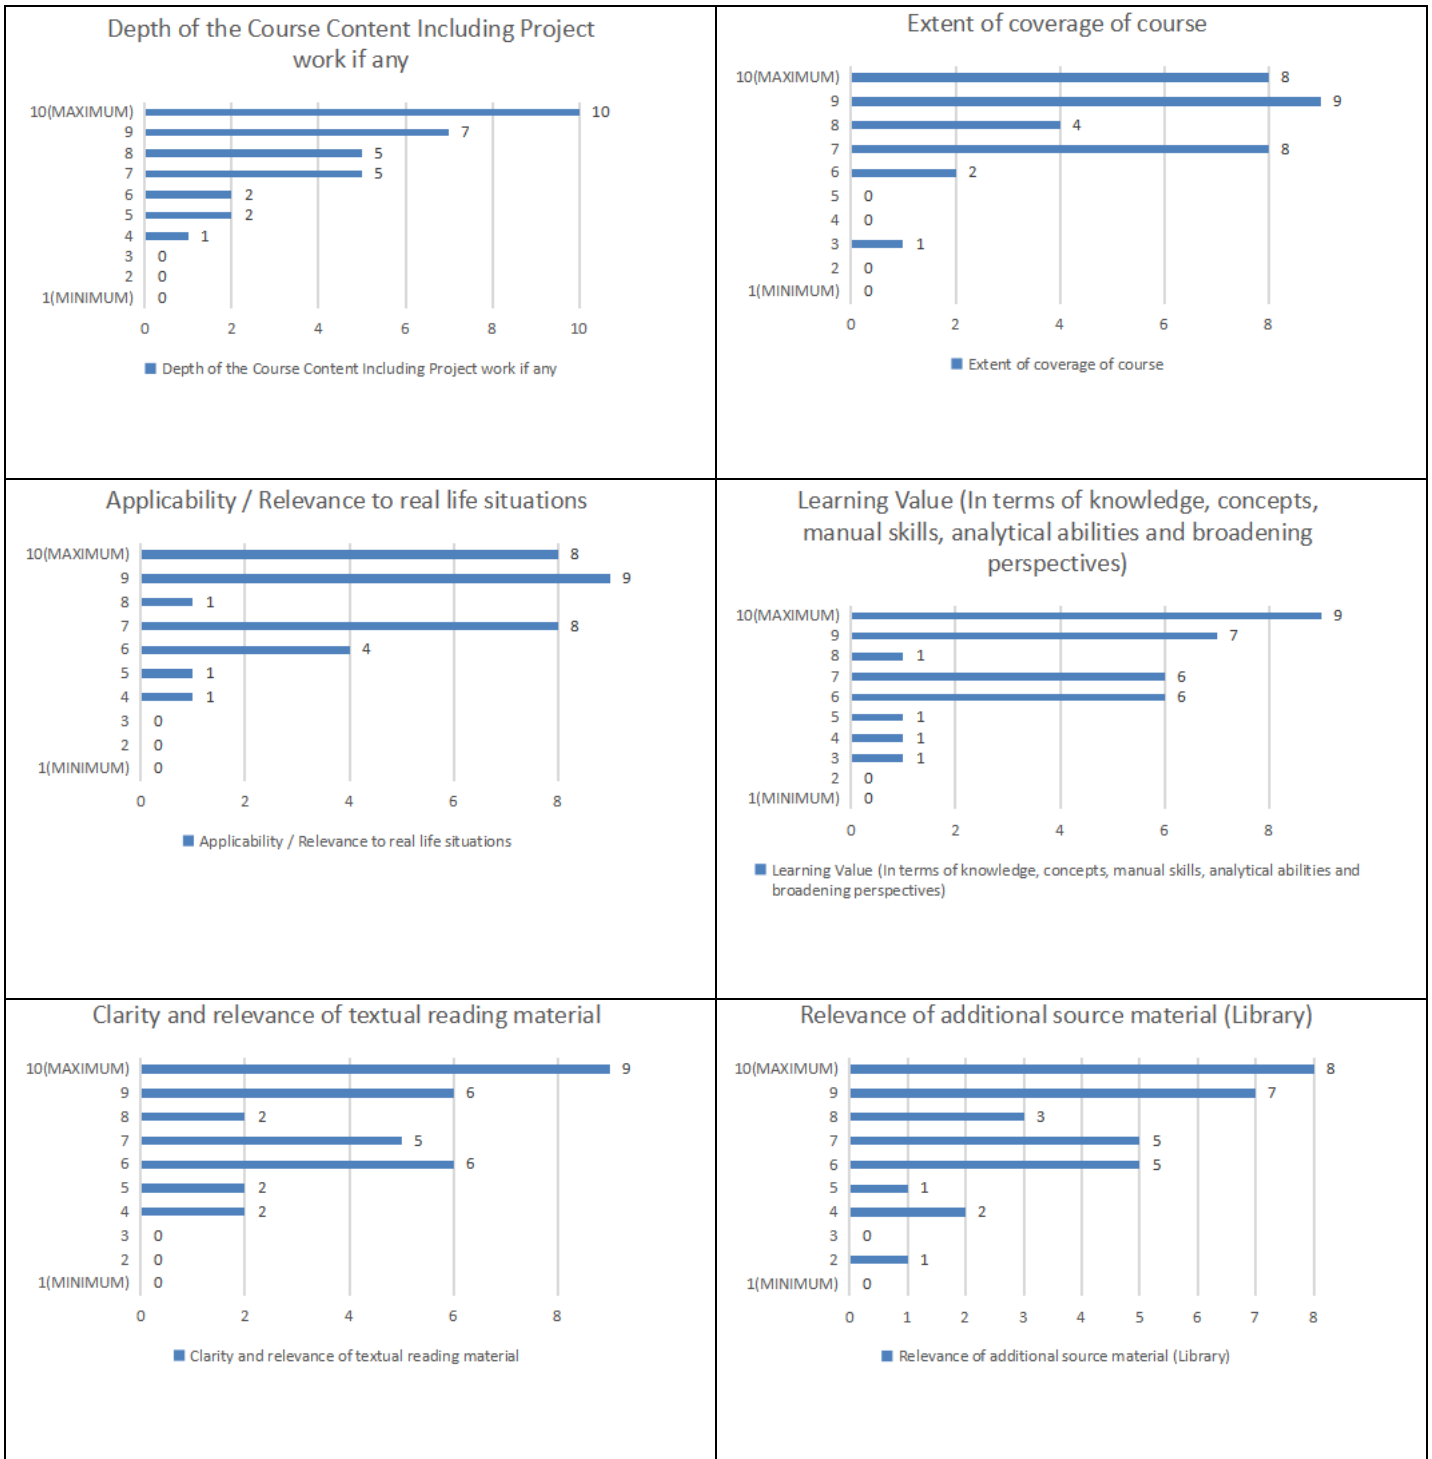 Depth of the Course Content Including Project
work if any
10(MAXIMUM) 10
9 7
8 5
7 5
6 2
5 2
4 1
3 0
2 0
1(MINIMUM) 0
0 2 4 6 8 10
Depth of the Course Content Including Project work if any
Extent of coverage of course
10(MAXIMUM) 8
9 9
8 4
7 8
6 2
5 0
4 0
3 1
2 0
1(MINIMUM) 0
0 2 4 6 8
Extent of coverage of course
Applicability / Relevance to real life situations
10(MAXIMUM) 8
9 9
8 1
7 8
6 4
5 1
4 1
3 0
2 0
1(MINIMUM) 0
0 2 4 6 8
Applicability / Relevance to real life situations
Learning Value (In terms of knowledge, concepts,
manual skills, analytical abilities and broadening
perspectives)
10(MAXIMUM) 9
9 7
8 1
7 6
6 6
5 1
4 1
3 1
2 0
1(MINIMUM) 0
0 2 4 6 8
Learning Value (In terms of knowledge, concepts, manual skills, analytical abilities and
broadening perspectives)
Clarity and relevance of textual reading material
10(MAXIMUM) 9
9 6
8 2
7 5
6 6
5 2
4 2
3 0
2 0
1(MINIMUM) 0
0 2 4 6 8
Clarity and relevance of textual reading material
Relevance of additional source material (Library)
10(MAXIMUM) 8
9 7
8 3
7 5
6 5
5 1
4 2
3 0
2 1
1(MINIMUM) 0
0 1 2 3 4 5 6 7 8
Relevance of additional source material (Library)